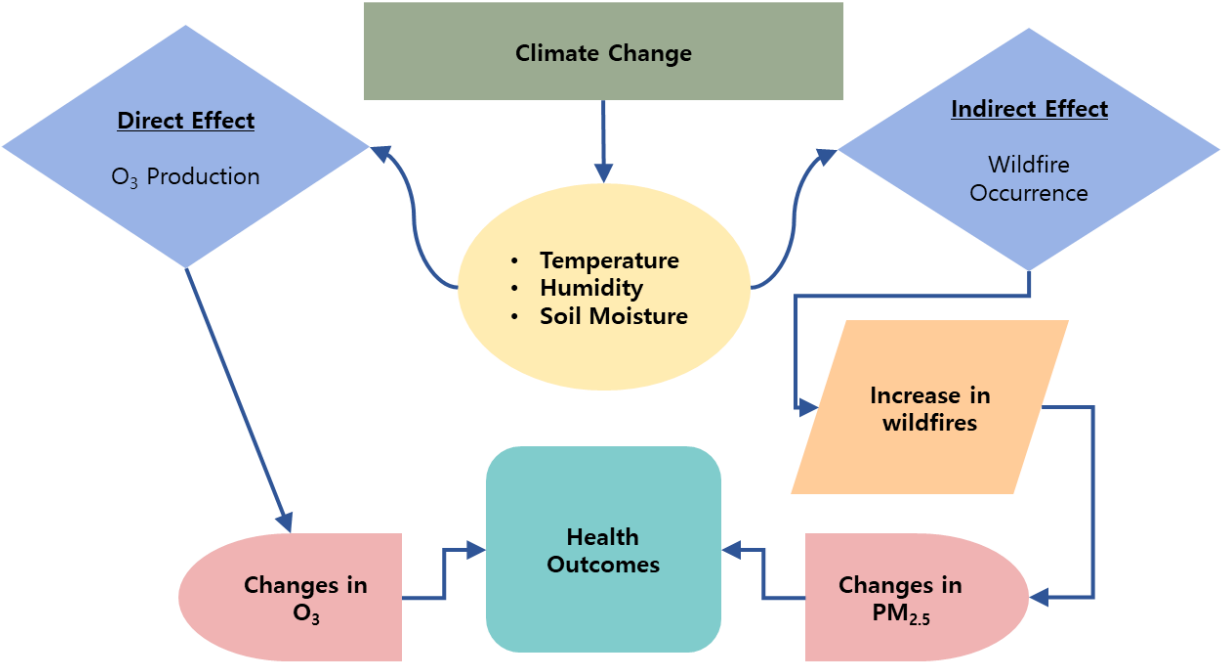 Climate Change
Direct Effect
O₃ Production
Indirect Effect
Wildfire
Occurrence
• Temperature
• Humidity
• Soil Moisture
Increase in
wildfires
Health
Outcomes
Changes in
O₃
Changes in
PM₂.₅